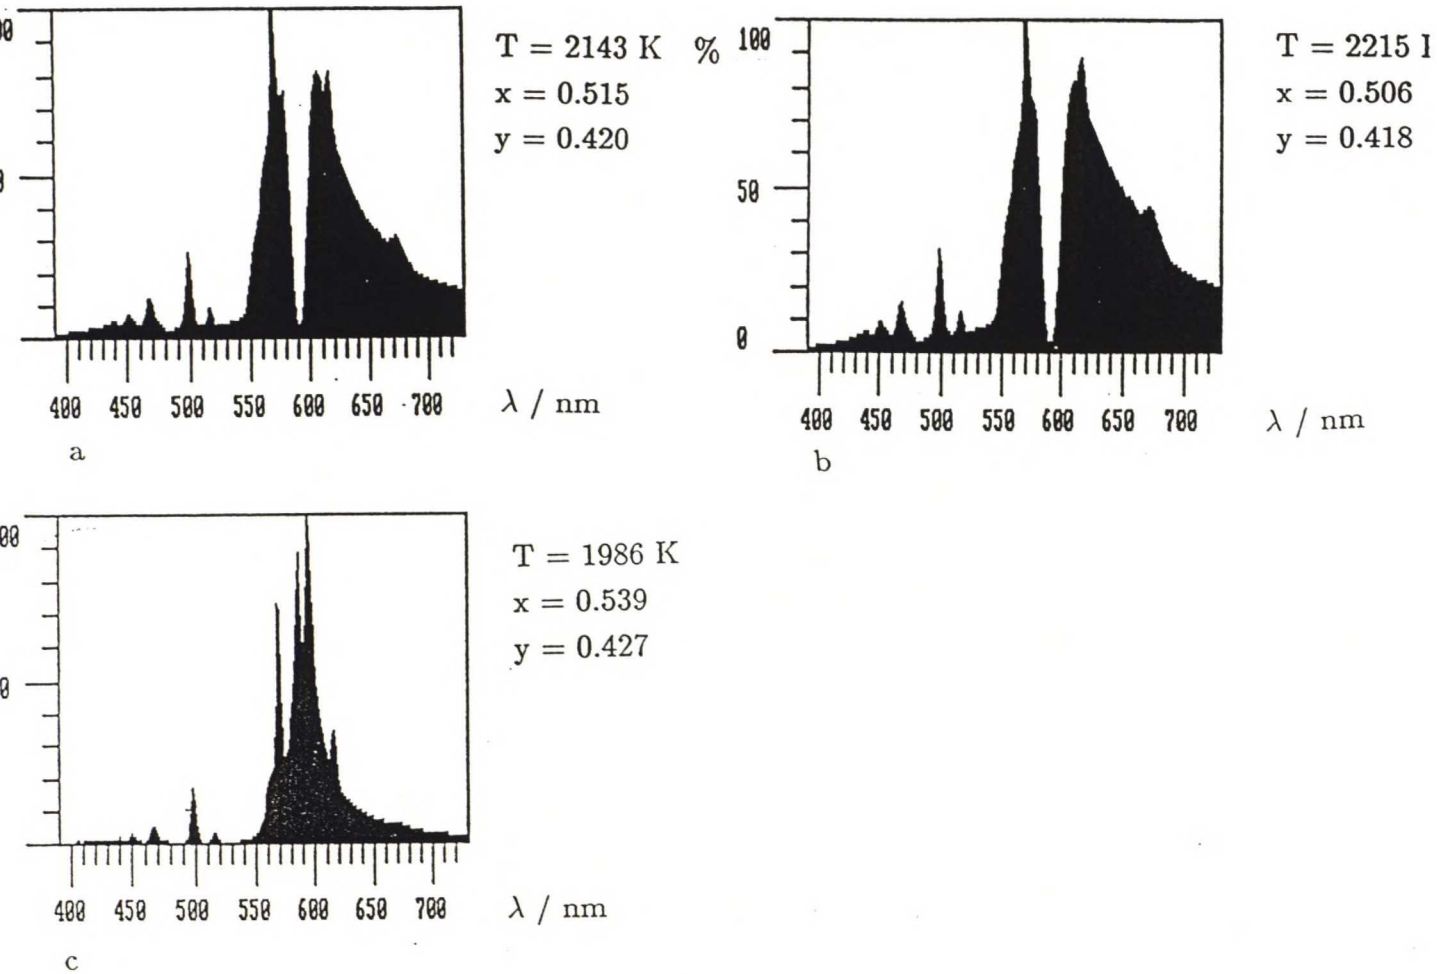 T = 2143 K
x = 0.515
y = 0.420
400 450 500 550 600 650 700
λ / nm
a
%
100
50
0
T = 2215
x = 0.506
y = 0.418
400 450 500 550 600 650 700
λ / nm
b
T = 1986 K
x = 0.539
y = 0.427
400 450 500 550 600 650 700
λ / nm
c